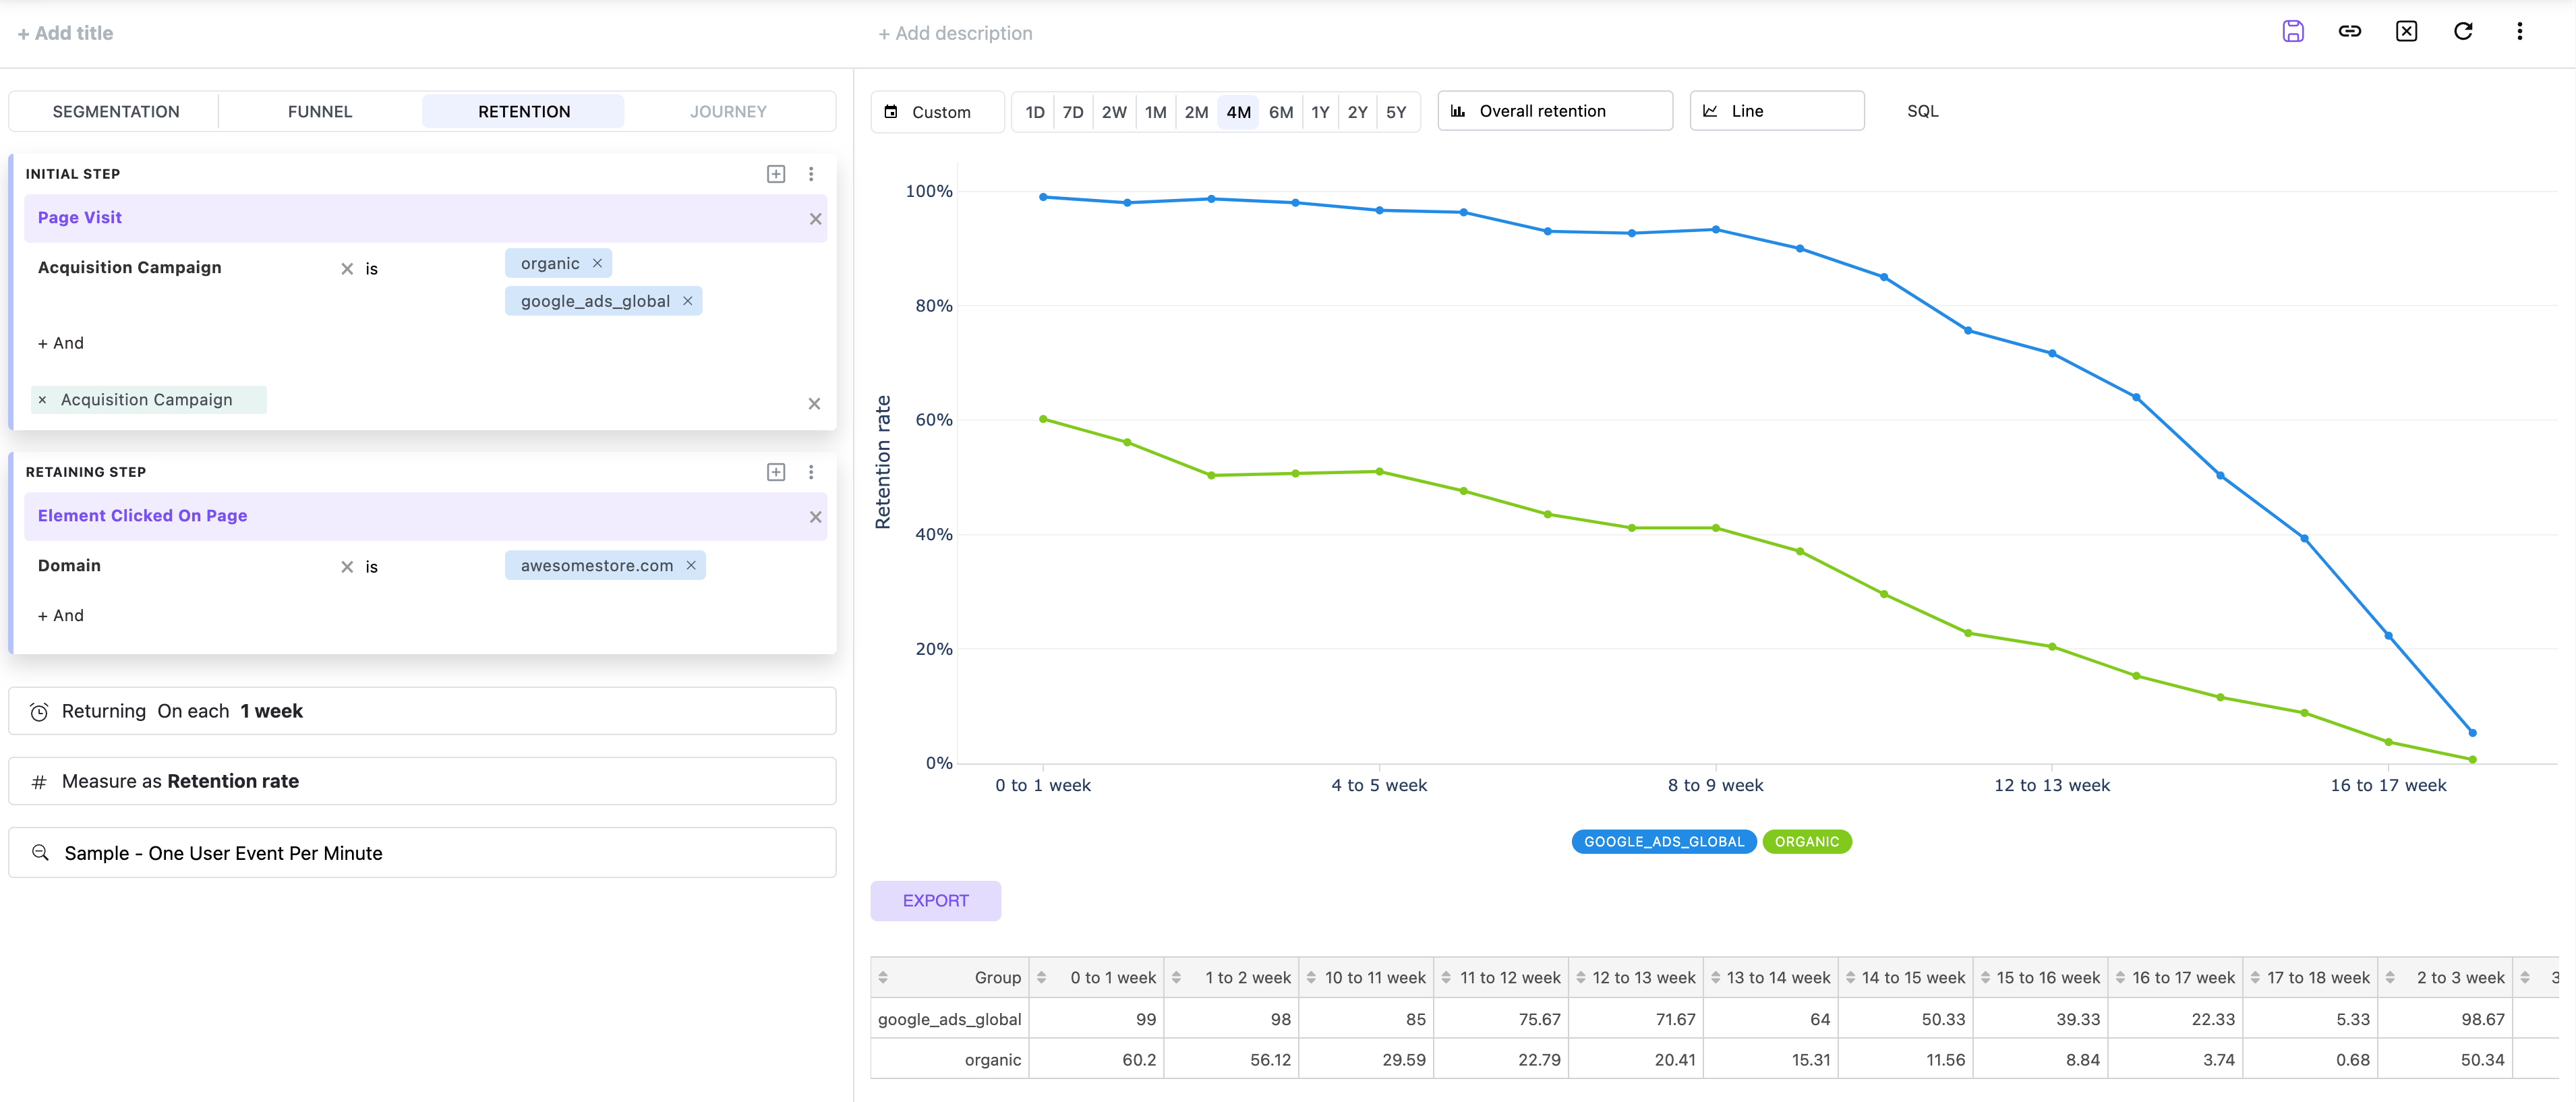 + Add title
+ Add description
SEGMENTATION FUNNEL RETENTION JOURNEY
INITIAL STEP
Page Visit
Acquisition Campaign is organic
google_ads_global
+ And
Acquisition Campaign
RETAINING STEP
Element Clicked On Page
Domain is awesomestore.com
+ And
Returning On each 1 week
# Measure as Retention rate
Sample - One User Event Per Minute
Custom 1D 7D 2W 1M 2M 4M 6M 1Y 2Y 5Y Overall retention Line SQL
Retention rate
100%
80%
60%
40%
20%
0%
0 to 1 week 4 to 5 week 8 to 9 week 12 to 13 week 16 to 17 week
GOOGLE_ADS_GLOBAL ORGANIC
EXPORT
Group 0 to 1 week 1 to 2 week 10 to 11 week 11 to 12 week 12 to 13 week 13 to 14 week 14 to 15 week 15 to 16 week 16 to 17 week 17 to 18 week 2 to 3 week 3
google_ads_global 99 98 85 75.67 71.67 64 50.33 39.33 22.33 5.33 98.67
organic 60.2 56.12 29.59 22.79 20.41 15.31 11.56 8.84 3.74 0.68 50.34